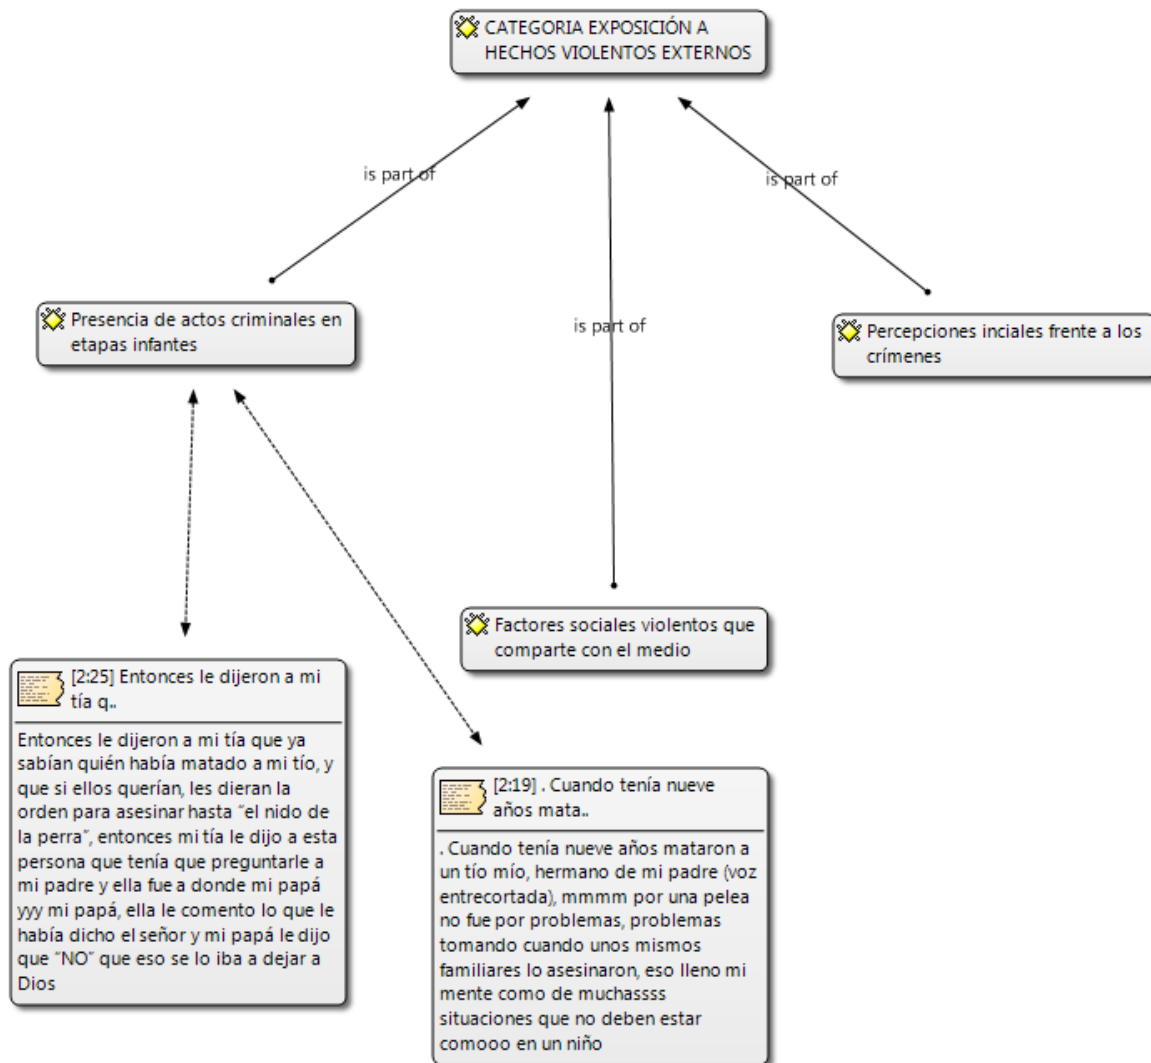 CATEGORIA EXPOSICIÓN A
HECHOS VIOLENTOS EXTERNOS
is part of
is part of
is part of
Presencia de actos criminales en
etapas infantes
Percepciones inciales frente a los
crímenes
Factores sociales violentos que
comparte con el medio
[2:25] Entonces le dijeron a mi
tía q..
Entonces le dijeron a mi tía que ya
sabían quién había matado a mi tío, y
que si ellos querían, les dieran la
orden para asesinar hasta “el nido de
la perra”, entonces mi tía le dijo a esta
persona que tenía que preguntarle a
mi padre y ella fue a donde mi papá
yyy mi papá, ella le comento lo que le
había dicho el señor y mi papá le dijo
que “NO” que eso se lo iba a dejar a
Dios
[2:19] . Cuando tenía nueve
años mata..
. Cuando tenía nueve años mataron a
un tío mío, hermano de mi padre (voz
entrecortada), mmmm por una pelea
no fue por problemas, problemas
tomando cuando unos mismos
familiares lo asesinaron, eso lleno mi
mente como de muchassss
situaciones que no deben estar
comooo en un niño